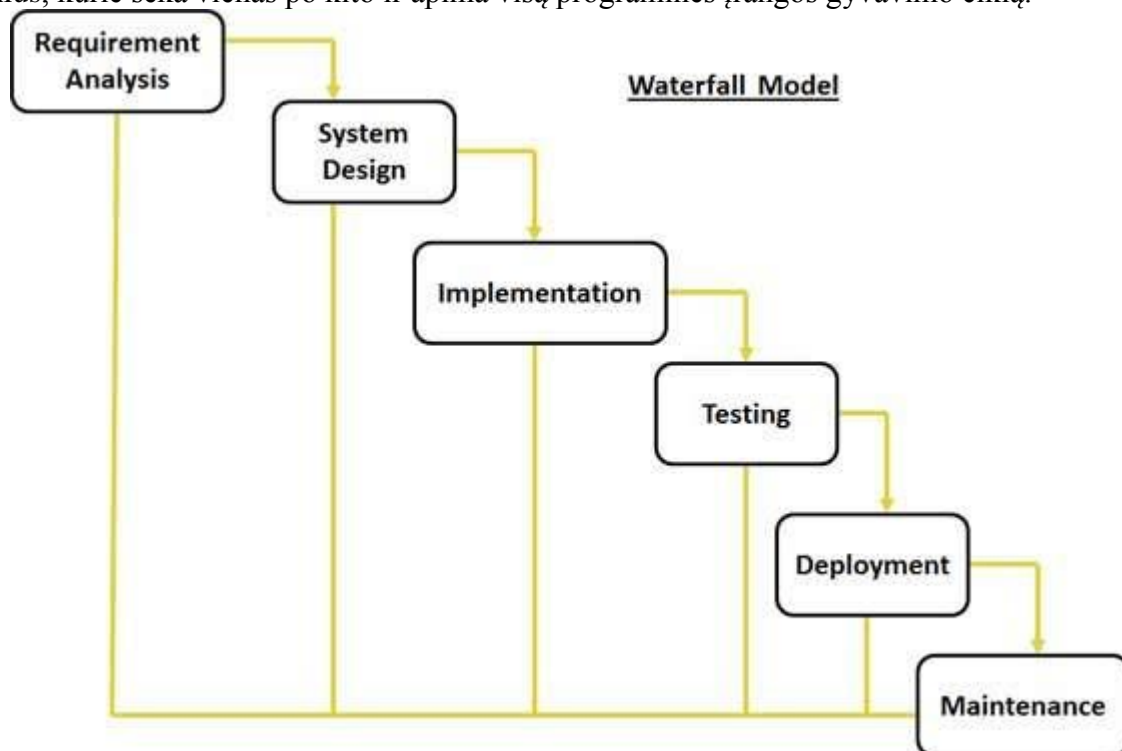 kurie seka vienas po kito ir apima visą programinės įrangos gyvavimo ciklą.
Requirement
Analysis
Waterfall Model
System
Design
Implementation
Testing
Deployment
Maintenance